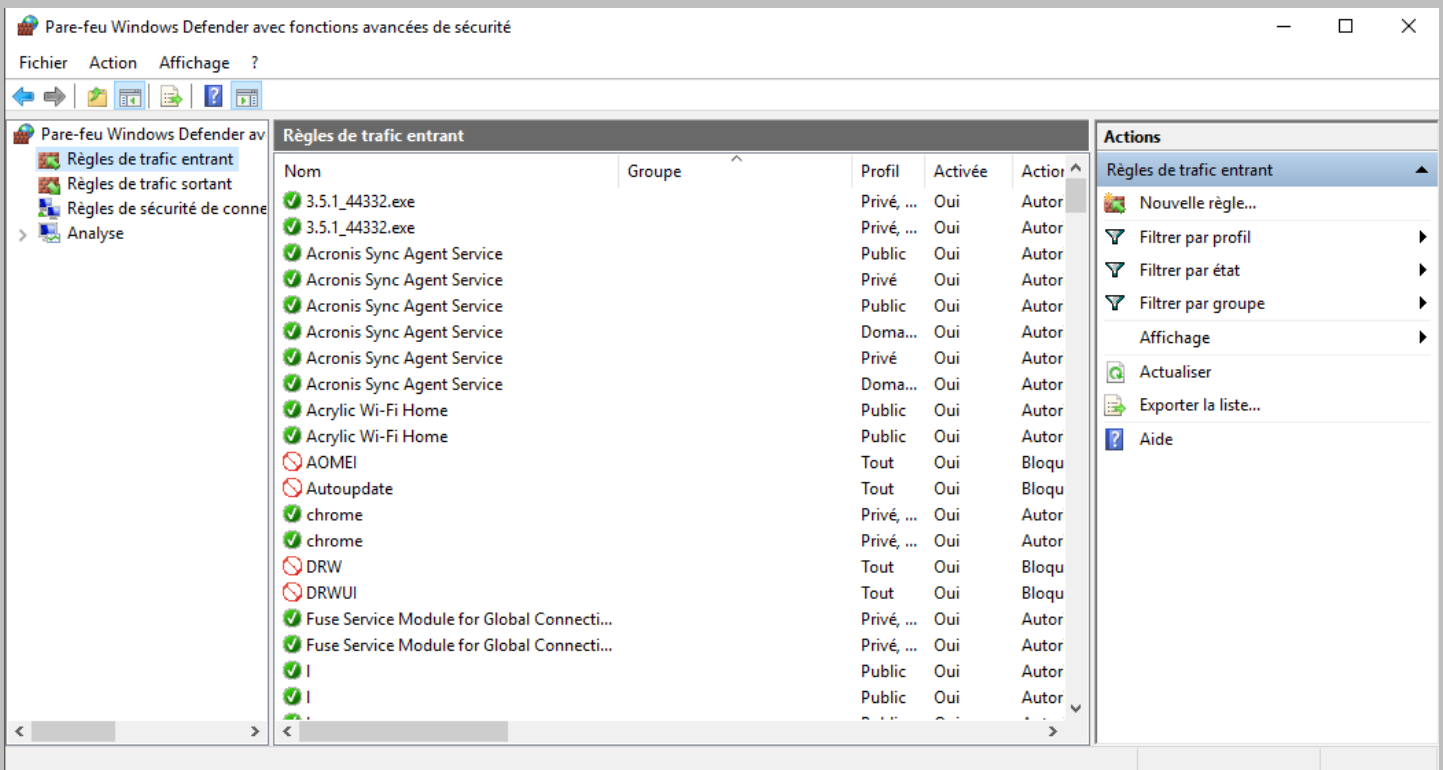 Pare-feu Windows Defender avec fonctions avancées de sécurité
Fichier Action Affichage ?
Pare-feu Windows Defender av
Règles de trafic entrant
Règles de trafic sortant
Règles de sécurité de conne
Analyse
Règles de trafic entrant
Nom Groupe Profil Activée Action
3.5.1_44332.exe Privé, ... Oui Autor
3.5.1_44332.exe Privé, ... Oui Autor
Acronis Sync Agent Service Public Oui Autor
Acronis Sync Agent Service Privé Oui Autor
Acronis Sync Agent Service Public Oui Autor
Acronis Sync Agent Service Doma... Oui Autor
Acronis Sync Agent Service Privé Oui Autor
Acronis Sync Agent Service Doma... Oui Autor
Acrylic Wi-Fi Home Public Oui Autor
Acrylic Wi-Fi Home Public Oui Autor
AOMEI Tout Oui Bloqu
Autoupdate Tout Oui Bloqu
chrome Privé, ... Oui Autor
chrome Privé, ... Oui Autor
DRW Tout Oui Bloqu
DRWUI Tout Oui Bloqu
Fuse Service Module for Global Connecti... Privé, ... Oui Autor
Fuse Service Module for Global Connecti... Privé, ... Oui Autor
I Public Oui Autor
I Public Oui Autor
Actions
Règles de trafic entrant
Nouvelle règle...
Filtrer par profil
Filtrer par état
Filtrer par groupe
Affichage
Actualiser
Exporter la liste...
Aide